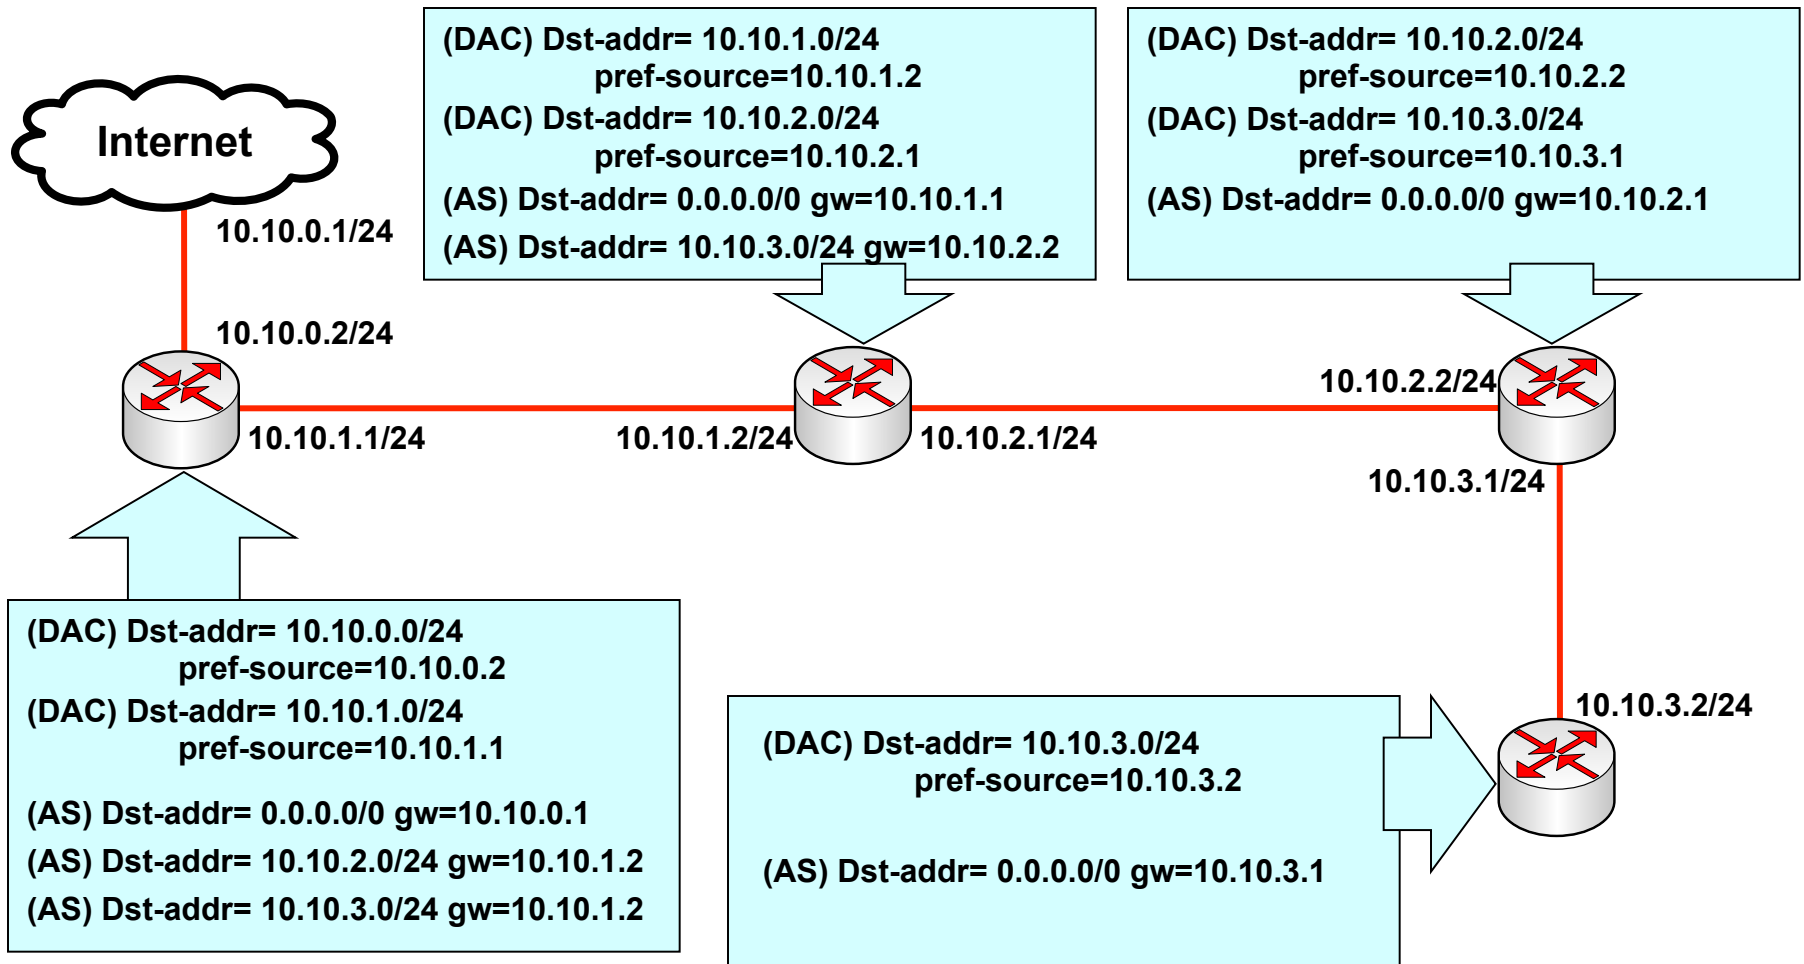 (DAC) Dst-addr= 10.10.1.0/24
pref-source=10.10.1.2
(DAC) Dst-addr= 10.10.2.0/24
pref-source=10.10.2.1
(AS) Dst-addr= 0.0.0.0/0 gw=10.10.1.1
(AS) Dst-addr= 10.10.3.0/24 gw=10.10.2.2
(DAC) Dst-addr= 10.10.2.0/24
pref-source=10.10.2.2
(DAC) Dst-addr= 10.10.3.0/24
pref-source=10.10.3.1
(AS) Dst-addr= 0.0.0.0/0 gw=10.10.2.1
Internet
10.10.0.1/24
10.10.0.2/24
10.10.1.1/24
10.10.1.2/24
10.10.2.1/24
10.10.2.2/24
10.10.3.1/24
(DAC) Dst-addr= 10.10.0.0/24
pref-source=10.10.0.2
(DAC) Dst-addr= 10.10.1.0/24
pref-source=10.10.1.1
(AS) Dst-addr= 0.0.0.0/0 gw=10.10.0.1
(AS) Dst-addr= 10.10.2.0/24 gw=10.10.1.2
(AS) Dst-addr= 10.10.3.0/24 gw=10.10.1.2
(DAC) Dst-addr= 10.10.3.0/24
pref-source=10.10.3.2
(AS) Dst-addr= 0.0.0.0/0 gw=10.10.3.1
10.10.3.2/24